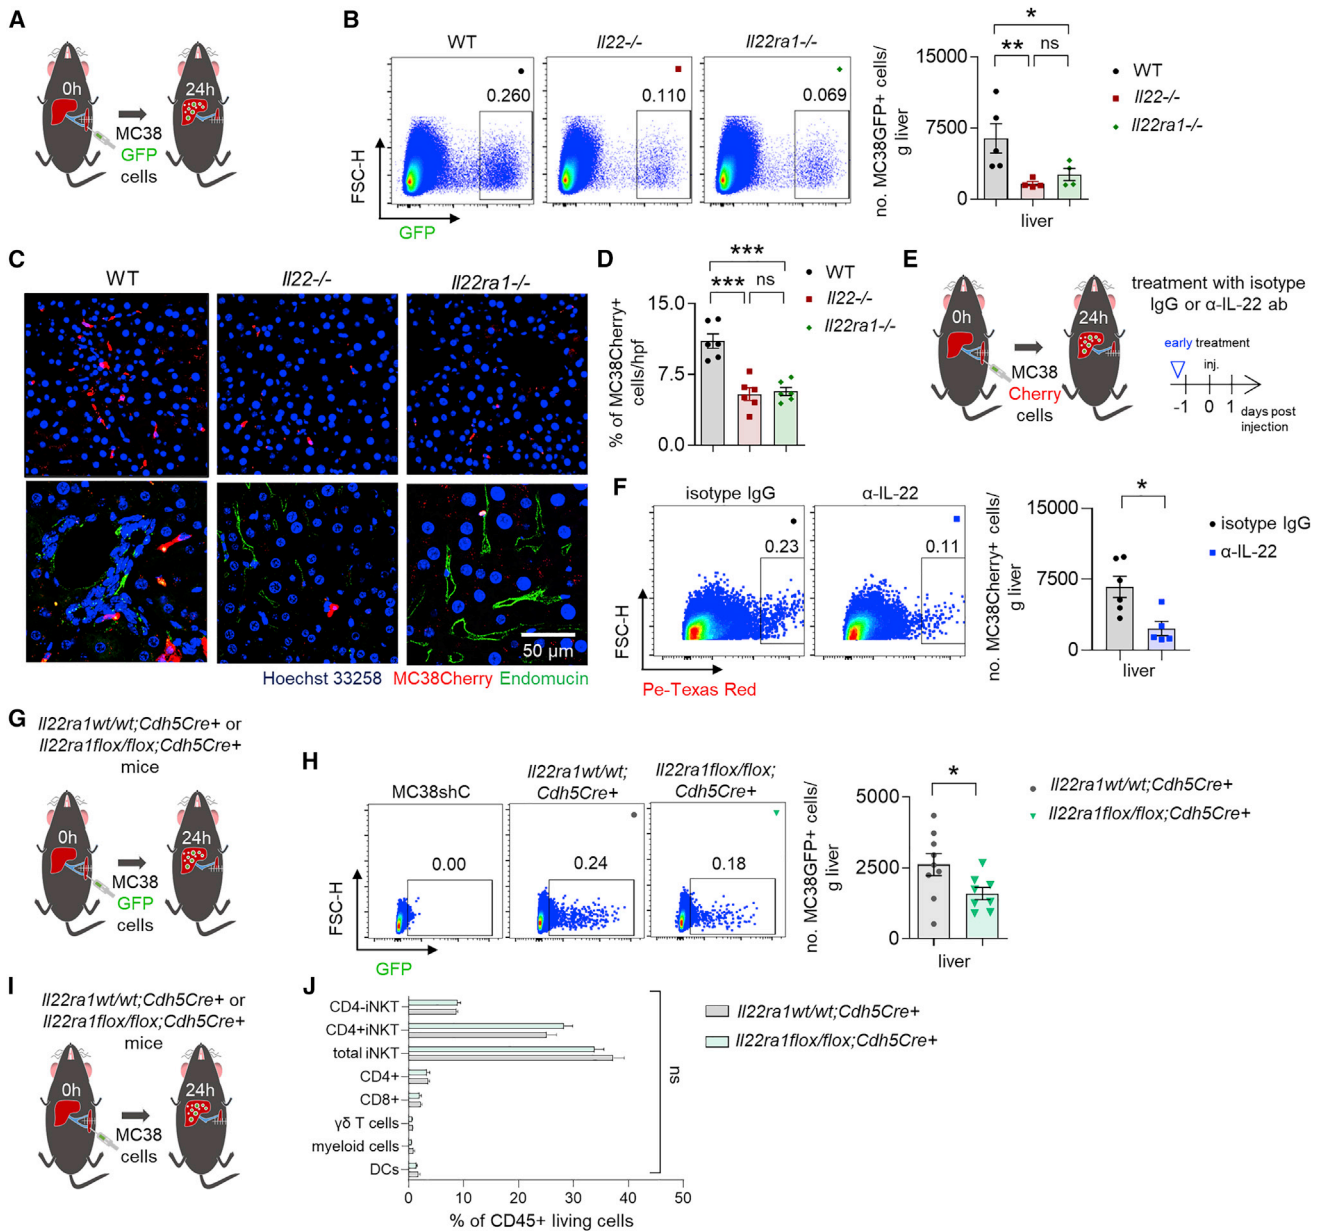 A
0h
24h
MC38
GFP
cells
B
WT
Il22-/-
Il22ra1-/-
0.260
0.110
0.069
FSC-H
GFP
no. MC38GFP+ cells/
g liver
15000
7500
0
*
**
ns
liver
WT
Il22-/-
Il22ra1-/-
C
WT
Il22-/-
Il22ra1-/-
50 µm
Hoechst 33258 MC38Cherry Endomucin
D
% of MC38Cherry+
cells/hpf
15.0
7.5
0.0
***
***
ns
WT
Il22-/-
Il22ra1-/-
E
0h
24h
MC38
Cherry
cells
treatment with isotype
IgG or α-IL-22 ab
early treatment
inj.
-1 0 1
days post
injection
F
isotype IgG
α-IL-22
0.23
0.11
FSC-H
Pe-Texas Red
no. MC38Cherry+ cells/
g liver
15000
7500
0
*
liver
isotype IgG
α-IL-22
G
Il22ra1wt/wt;Cdh5Cre+ or
Il22ra1flox/flox;Cdh5Cre+
mice
0h
24h
MC38
GFP
cells
H
MC38shC
Il22ra1wt/wt;
Cdh5Cre+
Il22ra1flox/flox;
Cdh5Cre+
0.00
0.24
0.18
FSC-H
GFP
no. MC38GFP+ cells/
g liver
5000
2500
0
*
liver
Il22ra1wt/wt;Cdh5Cre+
Il22ra1flox/flox;Cdh5Cre+
I
Il22ra1wt/wt;Cdh5Cre+ or
Il22ra1flox/flox;Cdh5Cre+
mice
0h
24h
MC38
cells
J
CD4-iNKT
CD4+iNKT
total iNKT
CD4+
CD8+
γδ T cells
myeloid cells
DCs
0 10 20 30 40 50
% of CD45+ living cells
ns
Il22ra1wt/wt;Cdh5Cre+
Il22ra1flox/flox;Cdh5Cre+